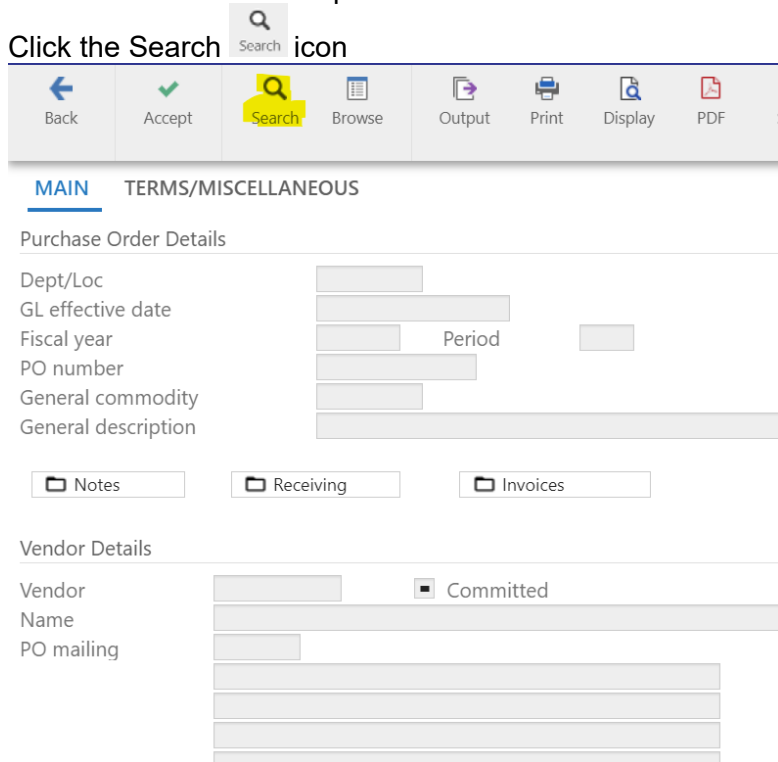 Click the Search Search icon
Back Accept Search Browse Output Print Display PDF
MAIN TERMS/MISCELLANEOUS
Purchase Order Details
Dept/Loc
GL effective date
Fiscal year Period
PO number
General commodity
General description
Notes Receiving Invoices
Vendor Details
Vendor Committed
Name
PO mailing